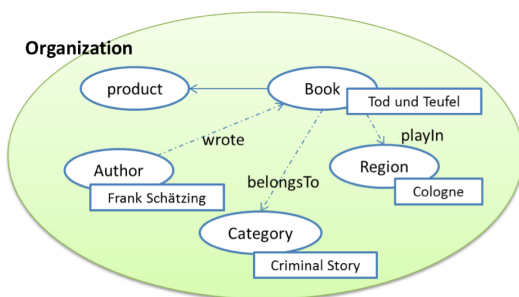 Organization
product
Book
Tod und Teufel
wrote
playIn
Author
Region
Frank Schätzing
belongsTo
Cologne
Category
Criminal Story